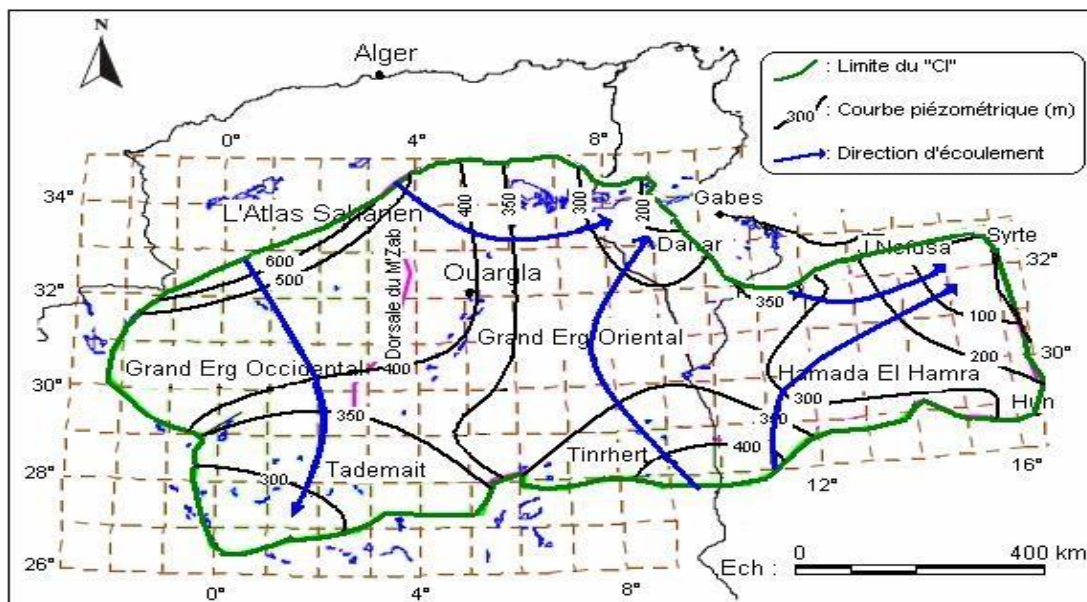 N
Alger
: Limite du "CI"
300 : Courbe piézométrique (m)
: Direction d'écoulement
0° 4° 8°
34°
L'Atlas Saharien
400 350 300 200
Gabes
Dahar
J.Nefusa
Syrte
32°
600
500
Dorsale du M'Zab
Ouargla
32°
350
100
Grand Erg Occidental
400
Grand Erg Oriental
200
30°
30°
Hamada El Hamra
300
Hun
350
350
400
28°
Tademait
Tinrhert
300
12°
16°
26°
0° 4° 8°
0 400 km
Ech :